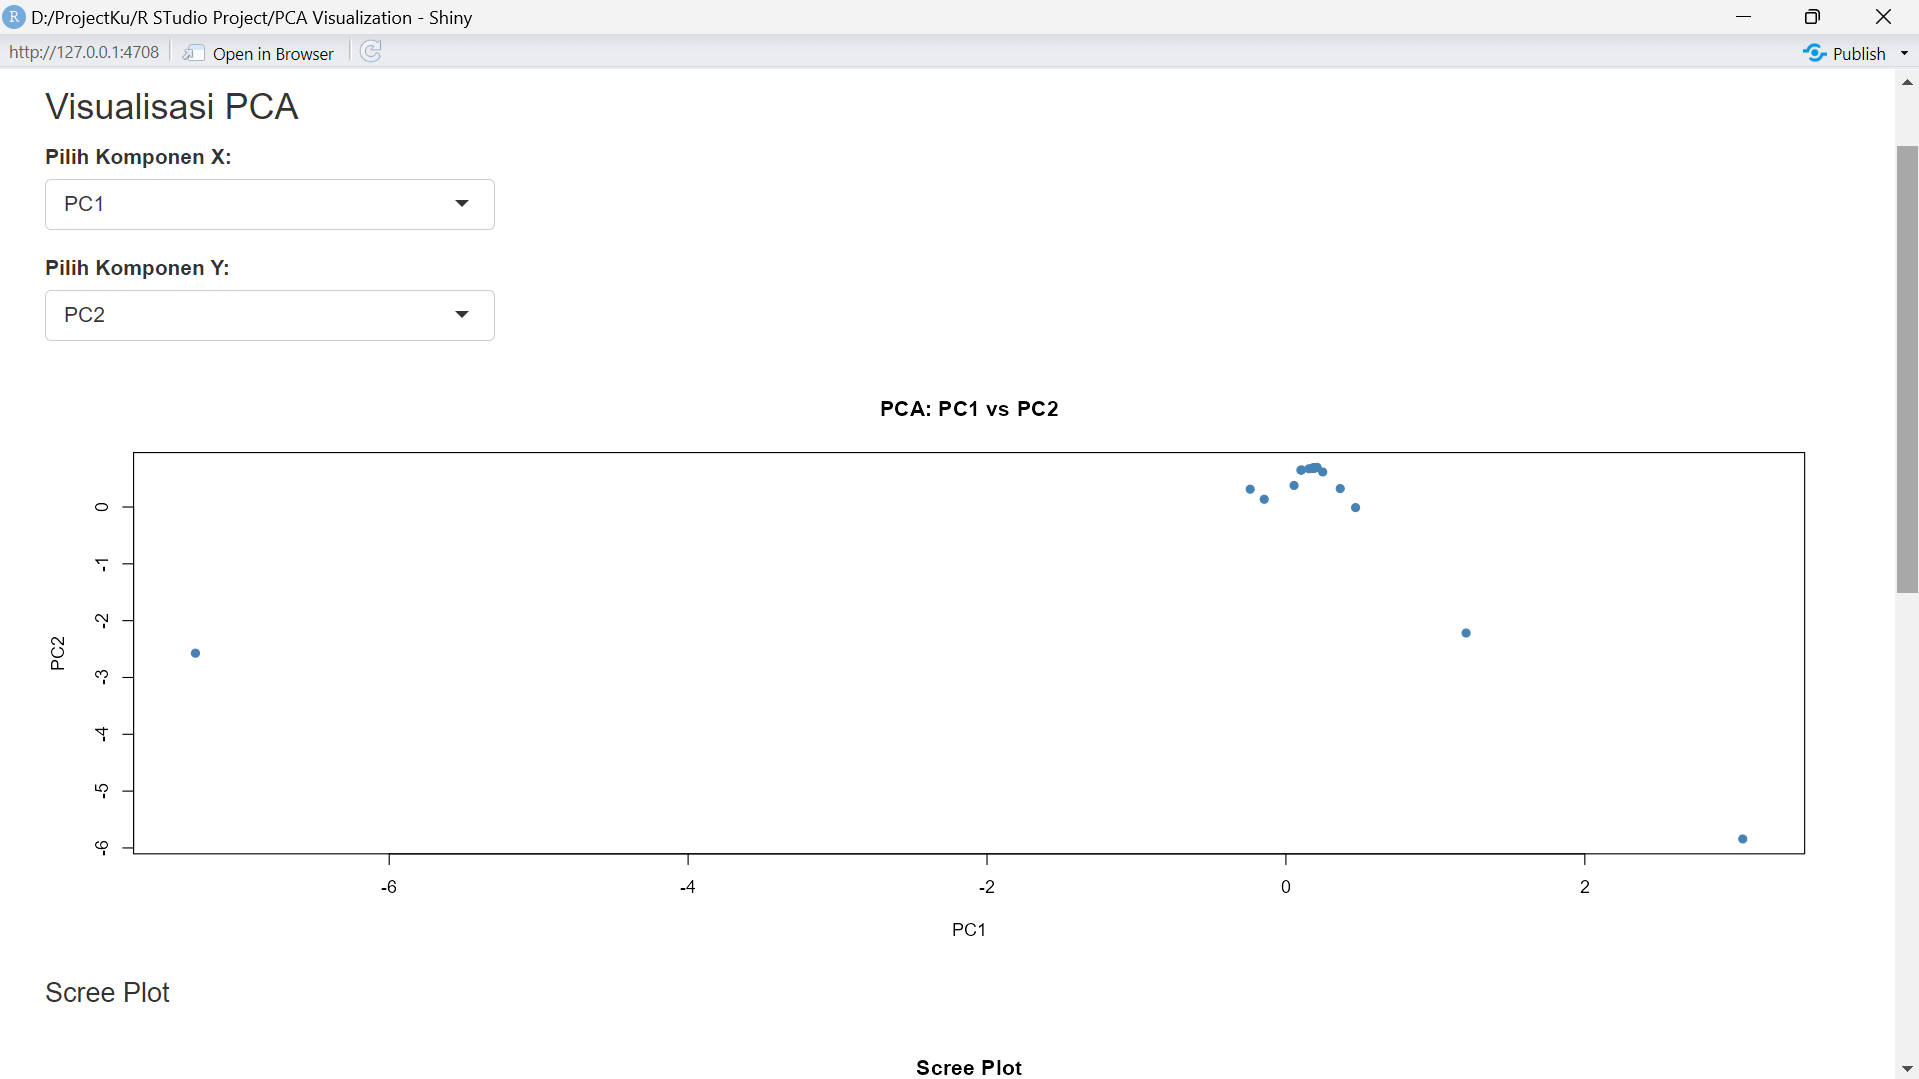 R D:/ProjectKu/R STudio Project/PCA Visualization - Shiny
http://127.0.0.1:4708 Open in Browser Publish
Visualisasi PCA
Pilih Komponen X:
PC1
Pilih Komponen Y:
PC2
PCA: PC1 vs PC2
0
-1
-2
-3
-4
-5
-6
PC2
-6 -4 -2 0 2
PC1
Scree Plot
Scree Plot